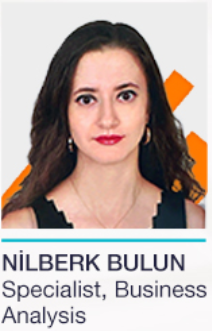 NİLBERK BULUN
Specialist, Business
Analysis